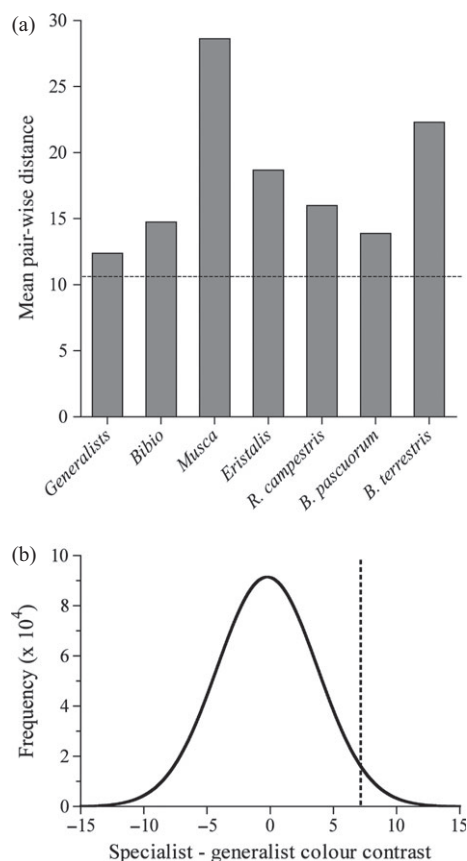 (a)
30
25
20
15
10
5
0
Mean pair-wise distance
Generalists
Bibio
Musca
Eristalis
R. campestris
B. pascuorum
B. terrestris
(b)
10
8
6
4
2
0
Frequency (x 10⁴)
−15 −10 −5 0 5 10 15
Specialist - generalist colour contrast